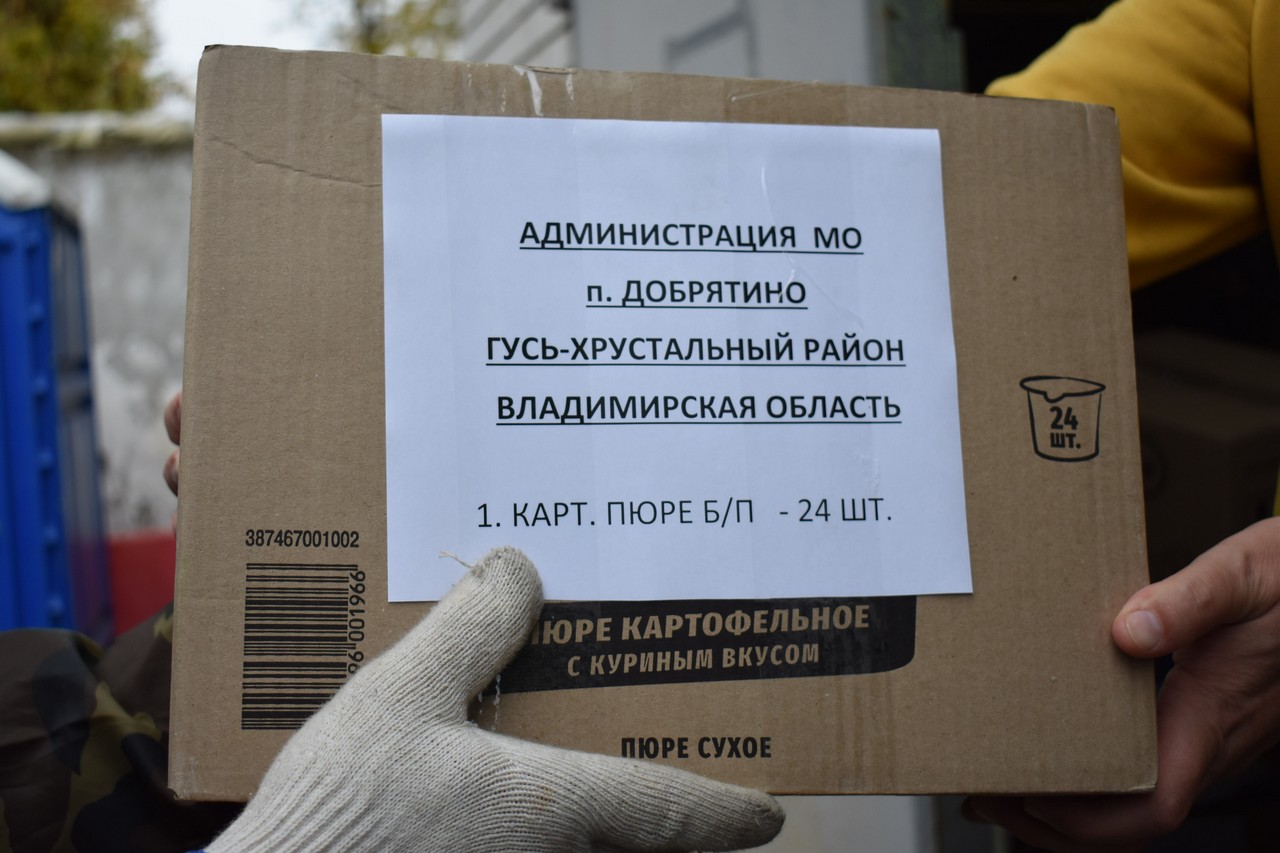 АДМИНИСТРАЦИЯ МО
п. ДОБРЯТИНО
ГУСЬ-ХРУСТАЛЬНЫЙ РАЙОН
ВЛАДИМИРСКАЯ ОБЛАСТЬ
1. КАРТ. ПЮРЕ Б/П - 24 ШТ.
24
ШТ.
387467001002
КАРТОФЕЛЬНОЕ
С КУРИНЫМ ВКУСОМ
ПЮРЕ СУХОЕ